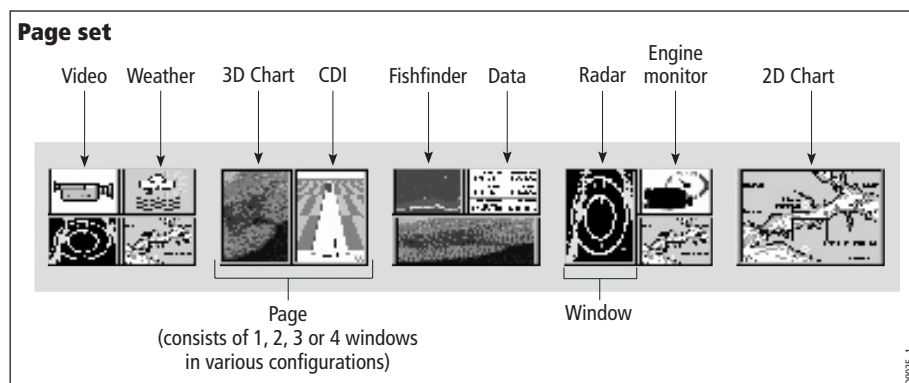 Page set
Video
Weather
3D Chart
CDI
Fishfinder
Data
Radar
Engine
monitor
2D Chart
Page
(consists of 1, 2, 3 or 4 windows
in various configurations)
Window